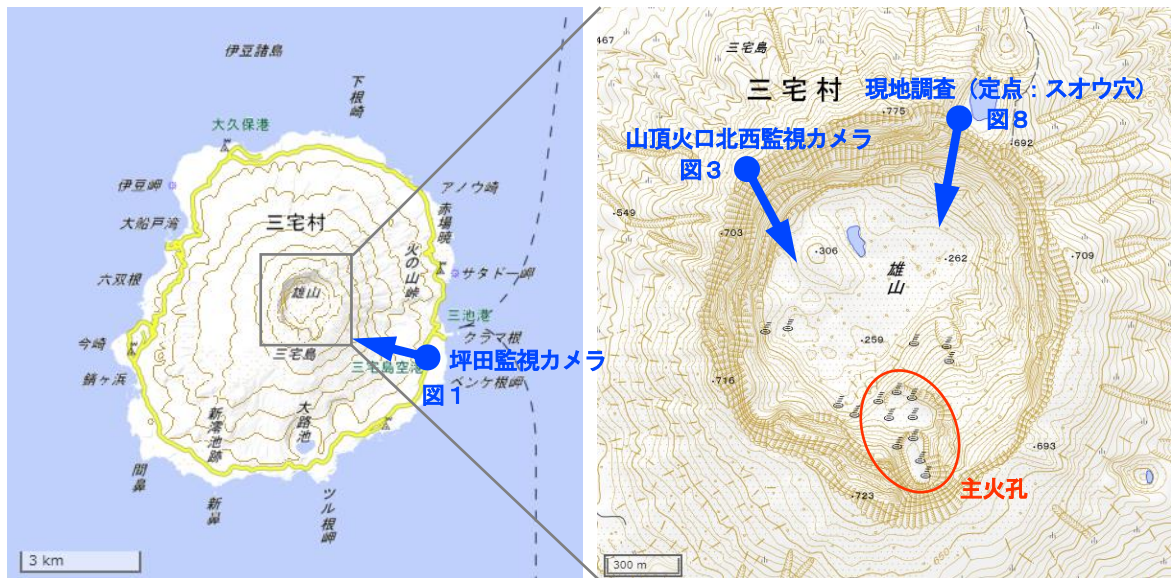 伊豆諸島
下根崎
大久保港
伊豆岬
アノウ崎
大船戸湾
三宅村
赤場暁
火の山峠
サタドー岬
六双根
雄山
三池港
クラマ根
今崎
三宅島
坪田監視カメラ
三宅島空港
錆ヶ浜
図１
ベンケ根岬
大路池
新澪池跡
間鼻
新鼻
ツル根岬
3 km
467
三宅島
三宅村
現地調査（定点：スオウ穴）
図８
775
692
山頂火口北西監視カメラ
図３
549
703
306
262
709
雄山
259
716
693
主火孔
723
650
300 m